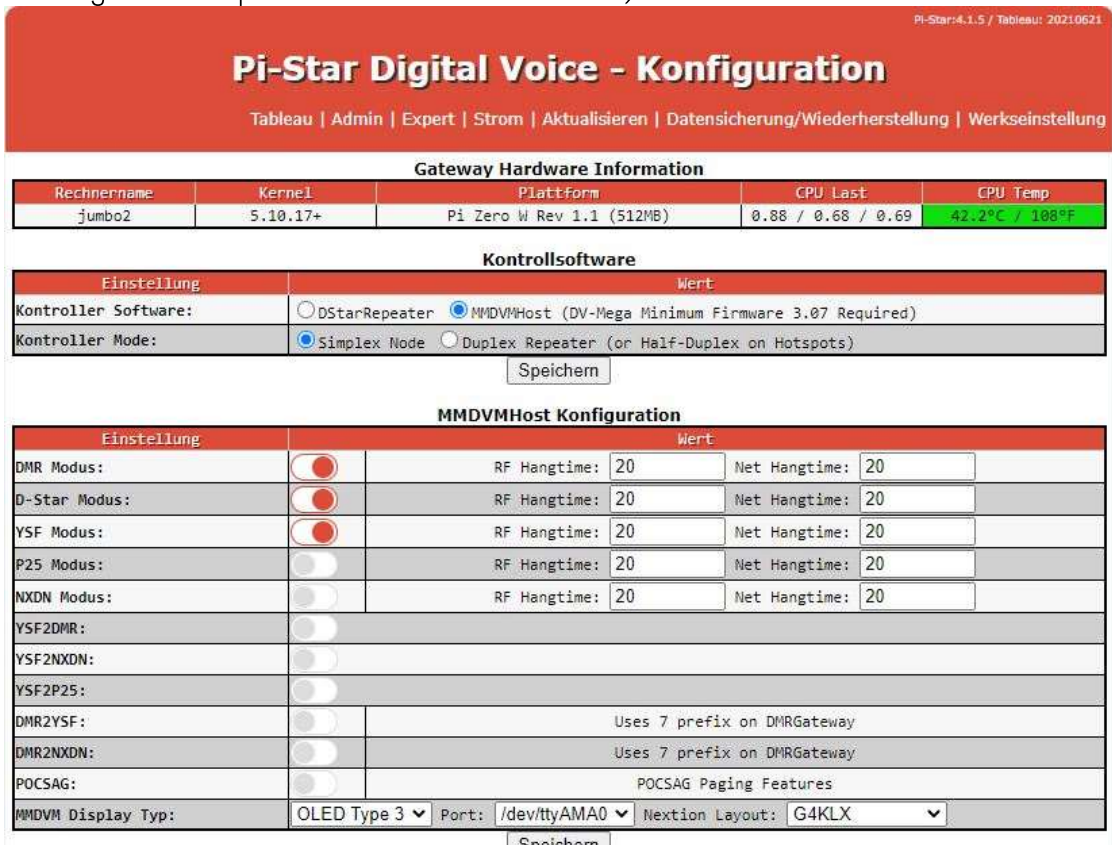 Pi-Star:4.1.5 / Tableau: 20210621
Pi-Star Digital Voice - Konfiguration
Tableau | Admin | Expert | Strom | Aktualisieren | Datensicherung/Wiederherstellung | Werkseinstellung
Gateway Hardware Information
Rechnername Kernel Plattform CPU Last CPU Temp
jumbo2 5.10.17+ Pi Zero W Rev 1.1 (512MB) 0.88 / 0.68 / 0.69 42.2°C / 108°F
Kontrollsoftware
Einstellung Wert
Kontroller Software: DStarRepeater MMDVMHost (DV-Mega Minimum Firmware 3.07 Required)
Kontroller Mode: Simplex Node Duplex Repeater (or Half-Duplex on Hotspots)
Speichern
MMDVMHost Konfiguration
Einstellung Wert
DMR Modus: RF Hangtime: 20 Net Hangtime: 20
D-Star Modus: RF Hangtime: 20 Net Hangtime: 20
YSF Modus: RF Hangtime: 20 Net Hangtime: 20
P25 Modus: RF Hangtime: 20 Net Hangtime: 20
NXDN Modus: RF Hangtime: 20 Net Hangtime: 20
YSF2DMR:
YSF2NXDN:
YSF2P25:
DMR2YSF: Uses 7 prefix on DMRGateway
DMR2NXDN: Uses 7 prefix on DMRGateway
POCSAG: POCSAG Paging Features
MMDVM Display Typ: OLED Type 3 Port: /dev/ttyAMA0 Nextion Layout: G4KLX
Speichern